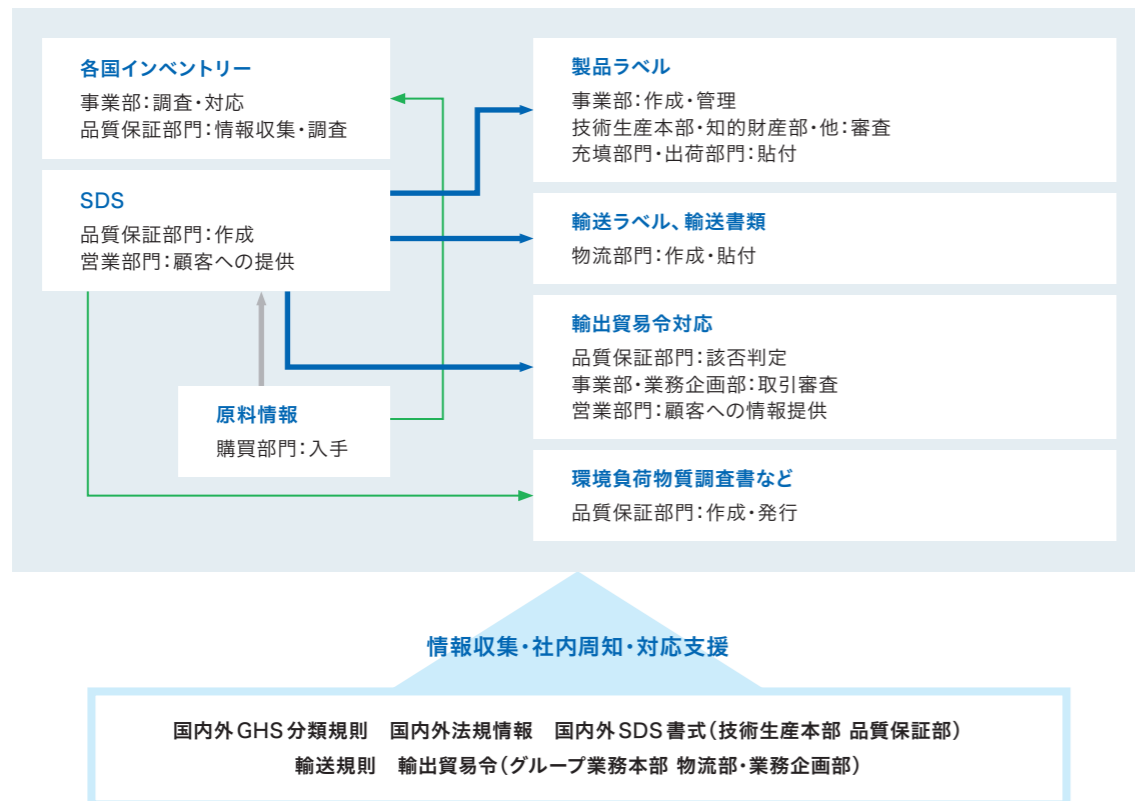 各国インベントリー
事業部：調査・対応
品質保証部門：情報収集・調査
SDS
品質保証部門：作成
営業部門：顧客への提供
原料情報
購買部門：入手
製品ラベル
事業部：作成・管理
技術生産本部・知的財産部・他：審査
充填部門・出荷部門：貼付
輸送ラベル、輸送書類
物流部門：作成・貼付
輸出貿易令対応
品質保証部門：該否判定
事業部・業務企画部：取引審査
営業部門：顧客への情報提供
環境負荷物質調査書など
品質保証部門：作成・発行
情報収集・社内周知・対応支援
国内外GHS分類規則　国内外法規情報　国内外SDS書式（技術生産本部 品質保証部）
輸送規則　輸出貿易令（グループ業務本部 物流部・業務企画部）